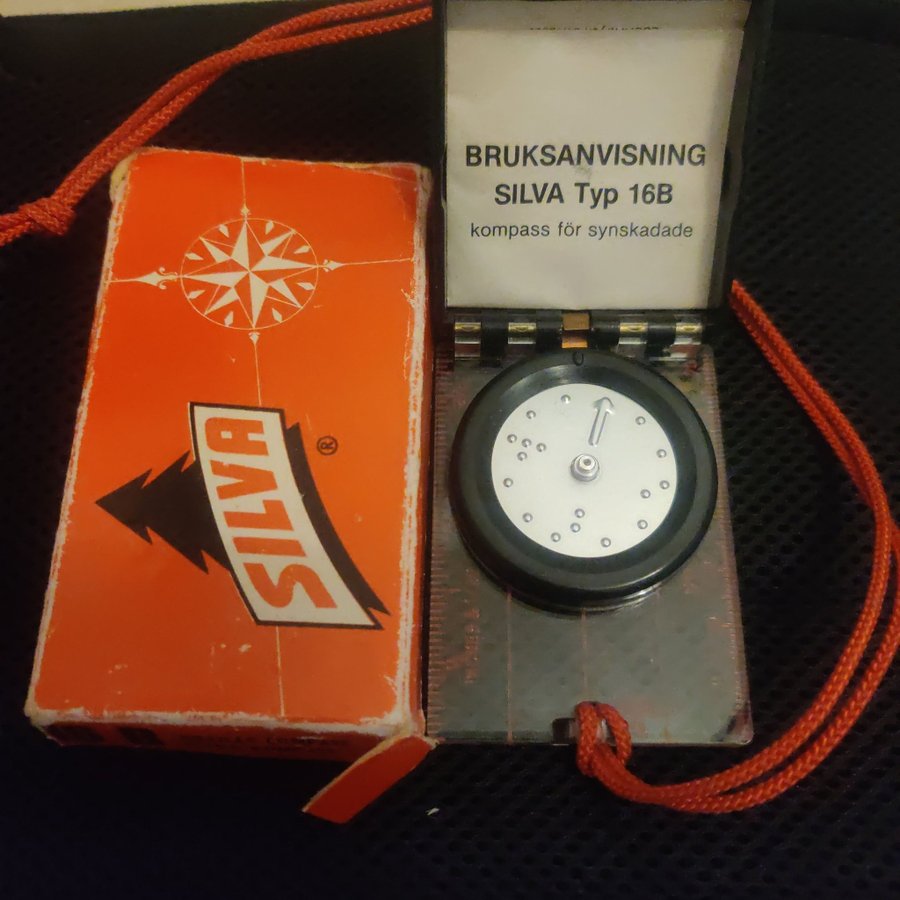 SILVA
®
BRUKSANVISNING
SILVA Typ 16B
kompass för synskadade